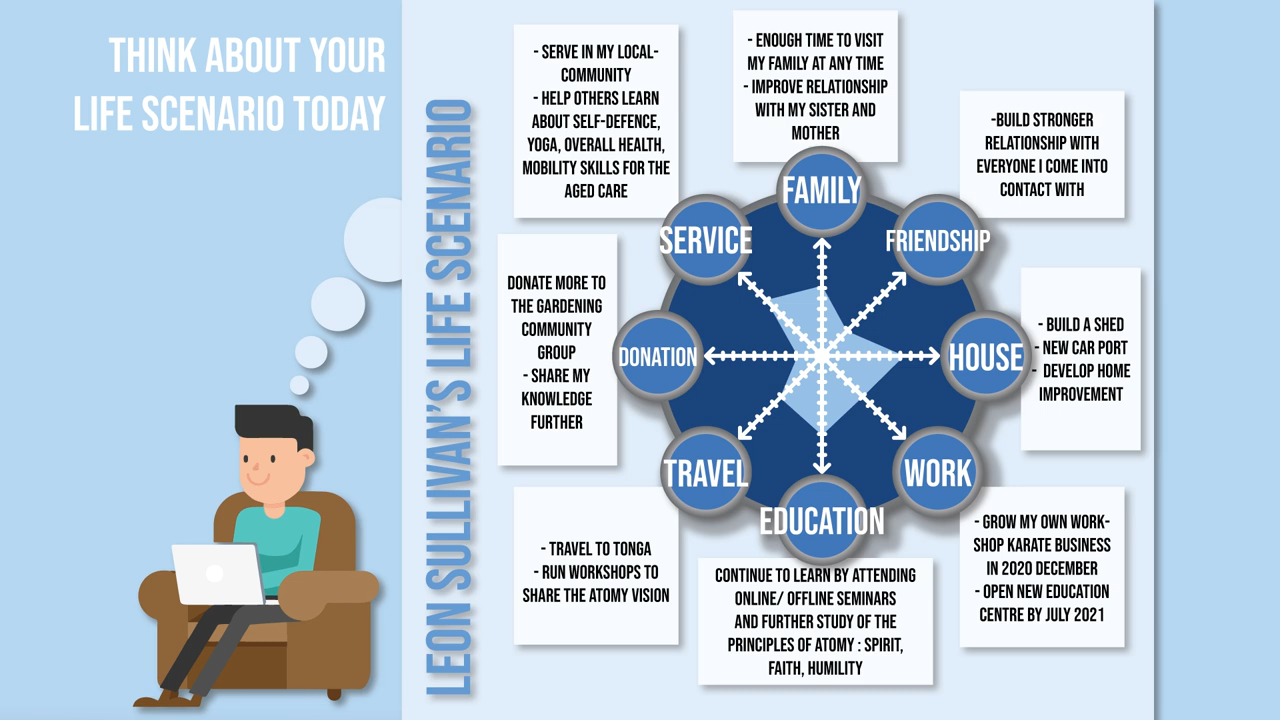 THINK ABOUT YOUR
LIFE SCENARIO TODAY
LEON SULLIVAN'S LIFE SCENARIO
- SERVE IN MY LOCAL-
COMMUNITY
- HELP OTHERS LEARN
ABOUT SELF-DEFENCE,
YOGA, OVERALL HEALTH,
MOBILITY SKILLS FOR THE
AGED CARE
- ENOUGH TIME TO VISIT
MY FAMILY AT ANY TIME
- IMPROVE RELATIONSHIP
WITH MY SISTER AND
MOTHER
-BUILD STRONGER
RELATIONSHIP WITH
EVERYONE I COME INTO
CONTACT WITH
FAMILY
SERVICE
FRIENDSHIP
DONATE MORE TO
THE GARDENING
COMMUNITY
GROUP
- SHARE MY
KNOWLEDGE
FURTHER
DONATION
HOUSE
- BUILD A SHED
- NEW CAR PORT
- DEVELOP HOME
IMPROVEMENT
TRAVEL
WORK
EDUCATION
- TRAVEL TO TONGA
- RUN WORKSHOPS TO
SHARE THE ATOMY VISION
CONTINUE TO LEARN BY ATTENDING
ONLINE/ OFFLINE SEMINARS
AND FURTHER STUDY OF THE
PRINCIPLES OF ATOMY : SPIRIT,
FAITH, HUMILITY
- GROW MY OWN WORK-
SHOP KARATE BUSINESS
IN 2020 DECEMBER
- OPEN NEW EDUCATION
CENTRE BY JULY 2021